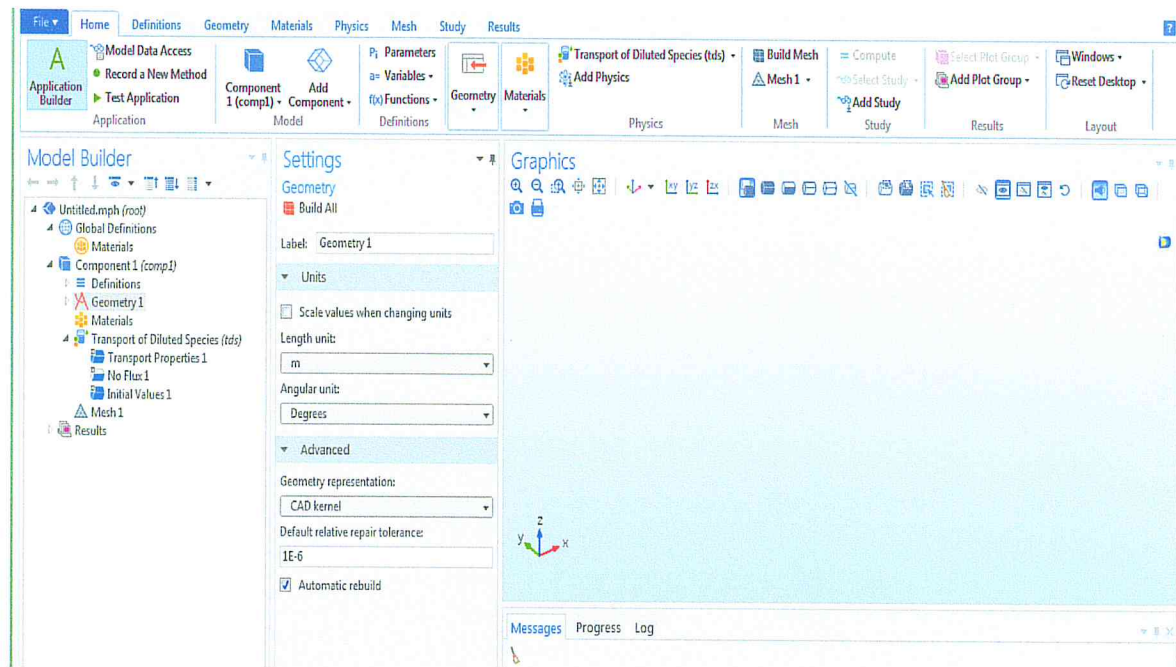 File Home Definitions Geometry Materials Physics Mesh Study Results
Application Builder
Model Data Access
Record a New Method
Test Application
Application
Component 1 (comp1)
Add Component
Model
Pi Parameters
a= Variables
f(x) Functions
Definitions
Geometry
Materials
Transport of Diluted Species (tds)
Add Physics
Physics
Build Mesh
Mesh 1
Mesh
= Compute
Select Study
Add Study
Study
Select Plot Group
Add Plot Group
Results
Windows
Reset Desktop
Layout
Model Builder
Untitled.mph (root)
Global Definitions
Materials
Component 1 (comp1)
Definitions
Geometry 1
Materials
Transport of Diluted Species (tds)
Transport Properties 1
No Flux 1
Initial Values 1
Mesh 1
Results
Settings
Geometry
Build All
Label: Geometry 1
Units
Scale values when changing units
Length unit:
m
Angular unit:
Degrees
Advanced
Geometry representation:
CAD kernel
Default relative repair tolerance:
1E-6
Automatic rebuild
Graphics
xy yz zx
z
y x
Messages Progress Log